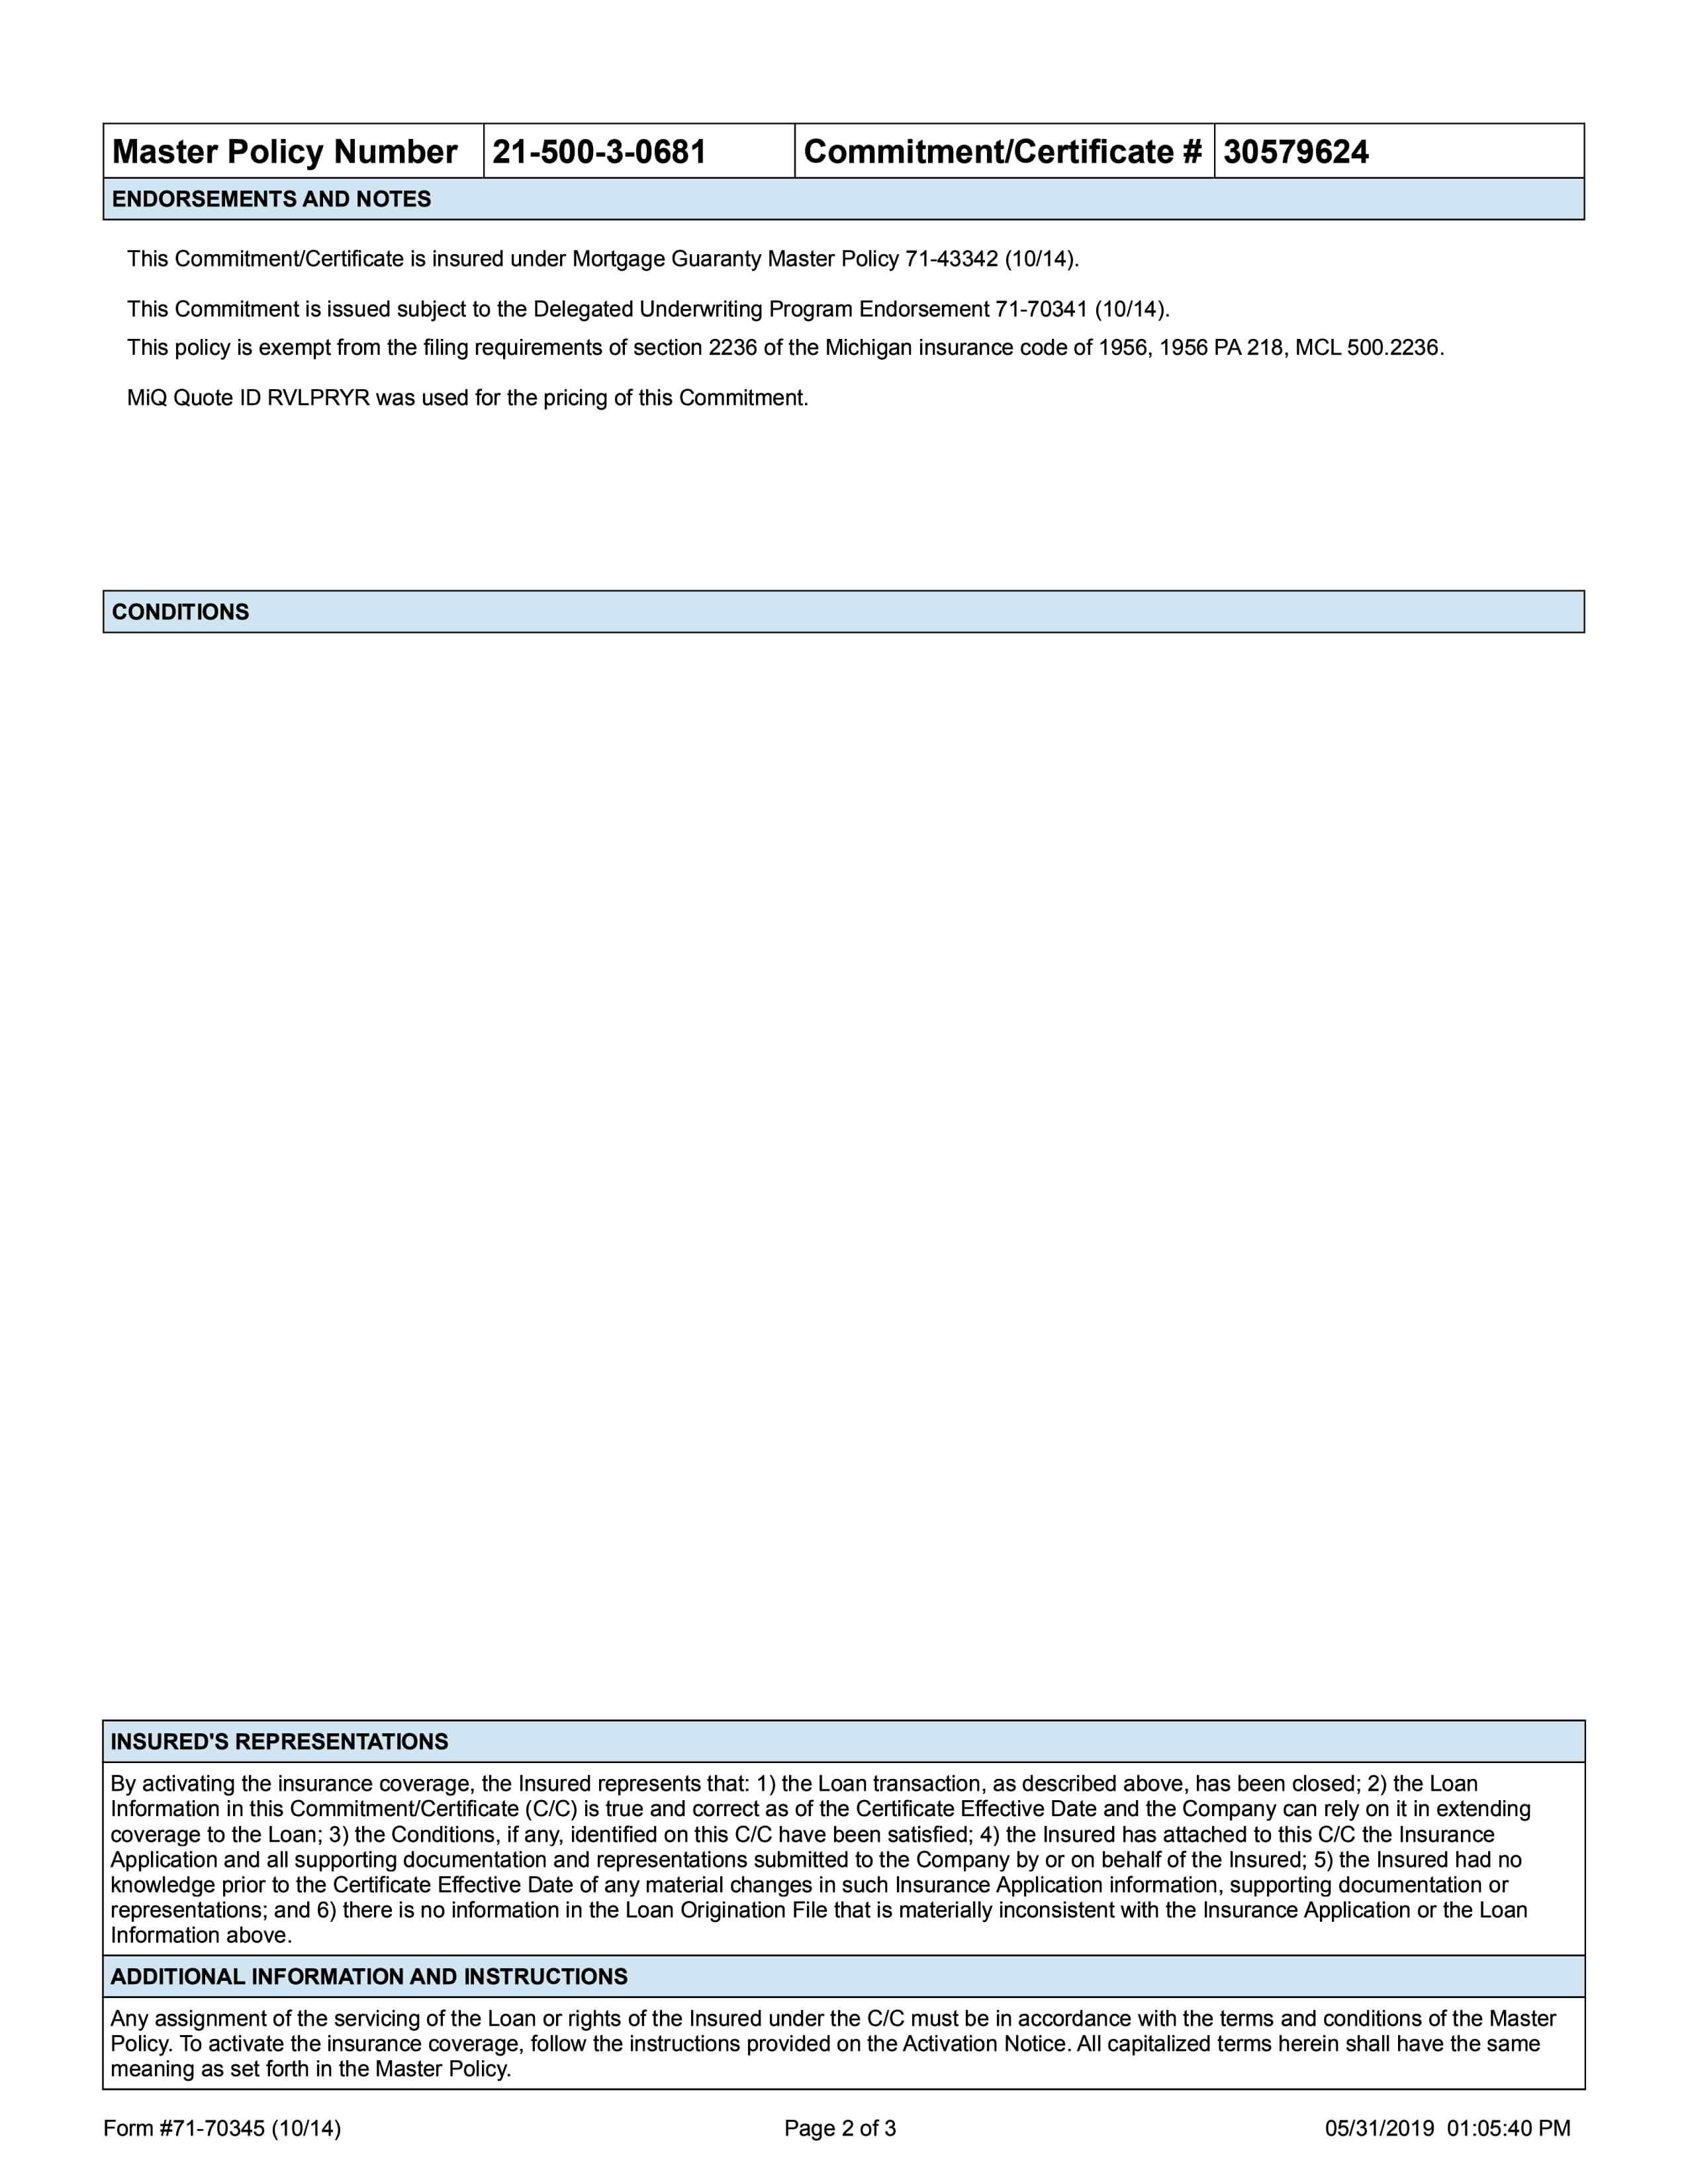 Master Policy Number 21-500-3-0681 Commitment/Certificate # 30579624
ENDORSEMENTS AND NOTES
This Commitment/Certificate is insured under Mortgage Guaranty Master Policy 71-43342 (10/14).
This Commitment is issued subject to the Delegated Underwriting Program Endorsement 71-70341 (10/14).
This policy is exempt from the filing requirements of section 2236 of the Michigan insurance code of 1956, 1956 PA 218, MCL 500.2236.
MiQ Quote ID RVLPRYR was used for the pricing of this Commitment.
CONDITIONS
INSURED'S REPRESENTATIONS
By activating the insurance coverage, the Insured represents that: 1) the Loan transaction, as described above, has been closed; 2) the Loan
Information in this Commitment/Certificate (C/C) is true and correct as of the Certificate Effective Date and the Company can rely on it in extending
coverage to the Loan; 3) the Conditions, if any, identified on this C/C have been satisfied; 4) the Insured has attached to this C/C the Insurance
Application and all supporting documentation and representations submitted to the Company by or on behalf of the Insured; 5) the Insured had no
knowledge prior to the Certificate Effective Date of any material changes in such Insurance Application information, supporting documentation or
representations; and 6) there is no information in the Loan Origination File that is materially inconsistent with the Insurance Application or the Loan
Information above.
ADDITIONAL INFORMATION AND INSTRUCTIONS
Any assignment of the servicing of the Loan or rights of the Insured under the C/C must be in accordance with the terms and conditions of the Master
Policy. To activate the insurance coverage, follow the instructions provided on the Activation Notice. All capitalized terms herein shall have the same
meaning as set forth in the Master Policy.
Form #71-70345 (10/14) Page 2 of 3 05/31/2019 01:05:40 PM